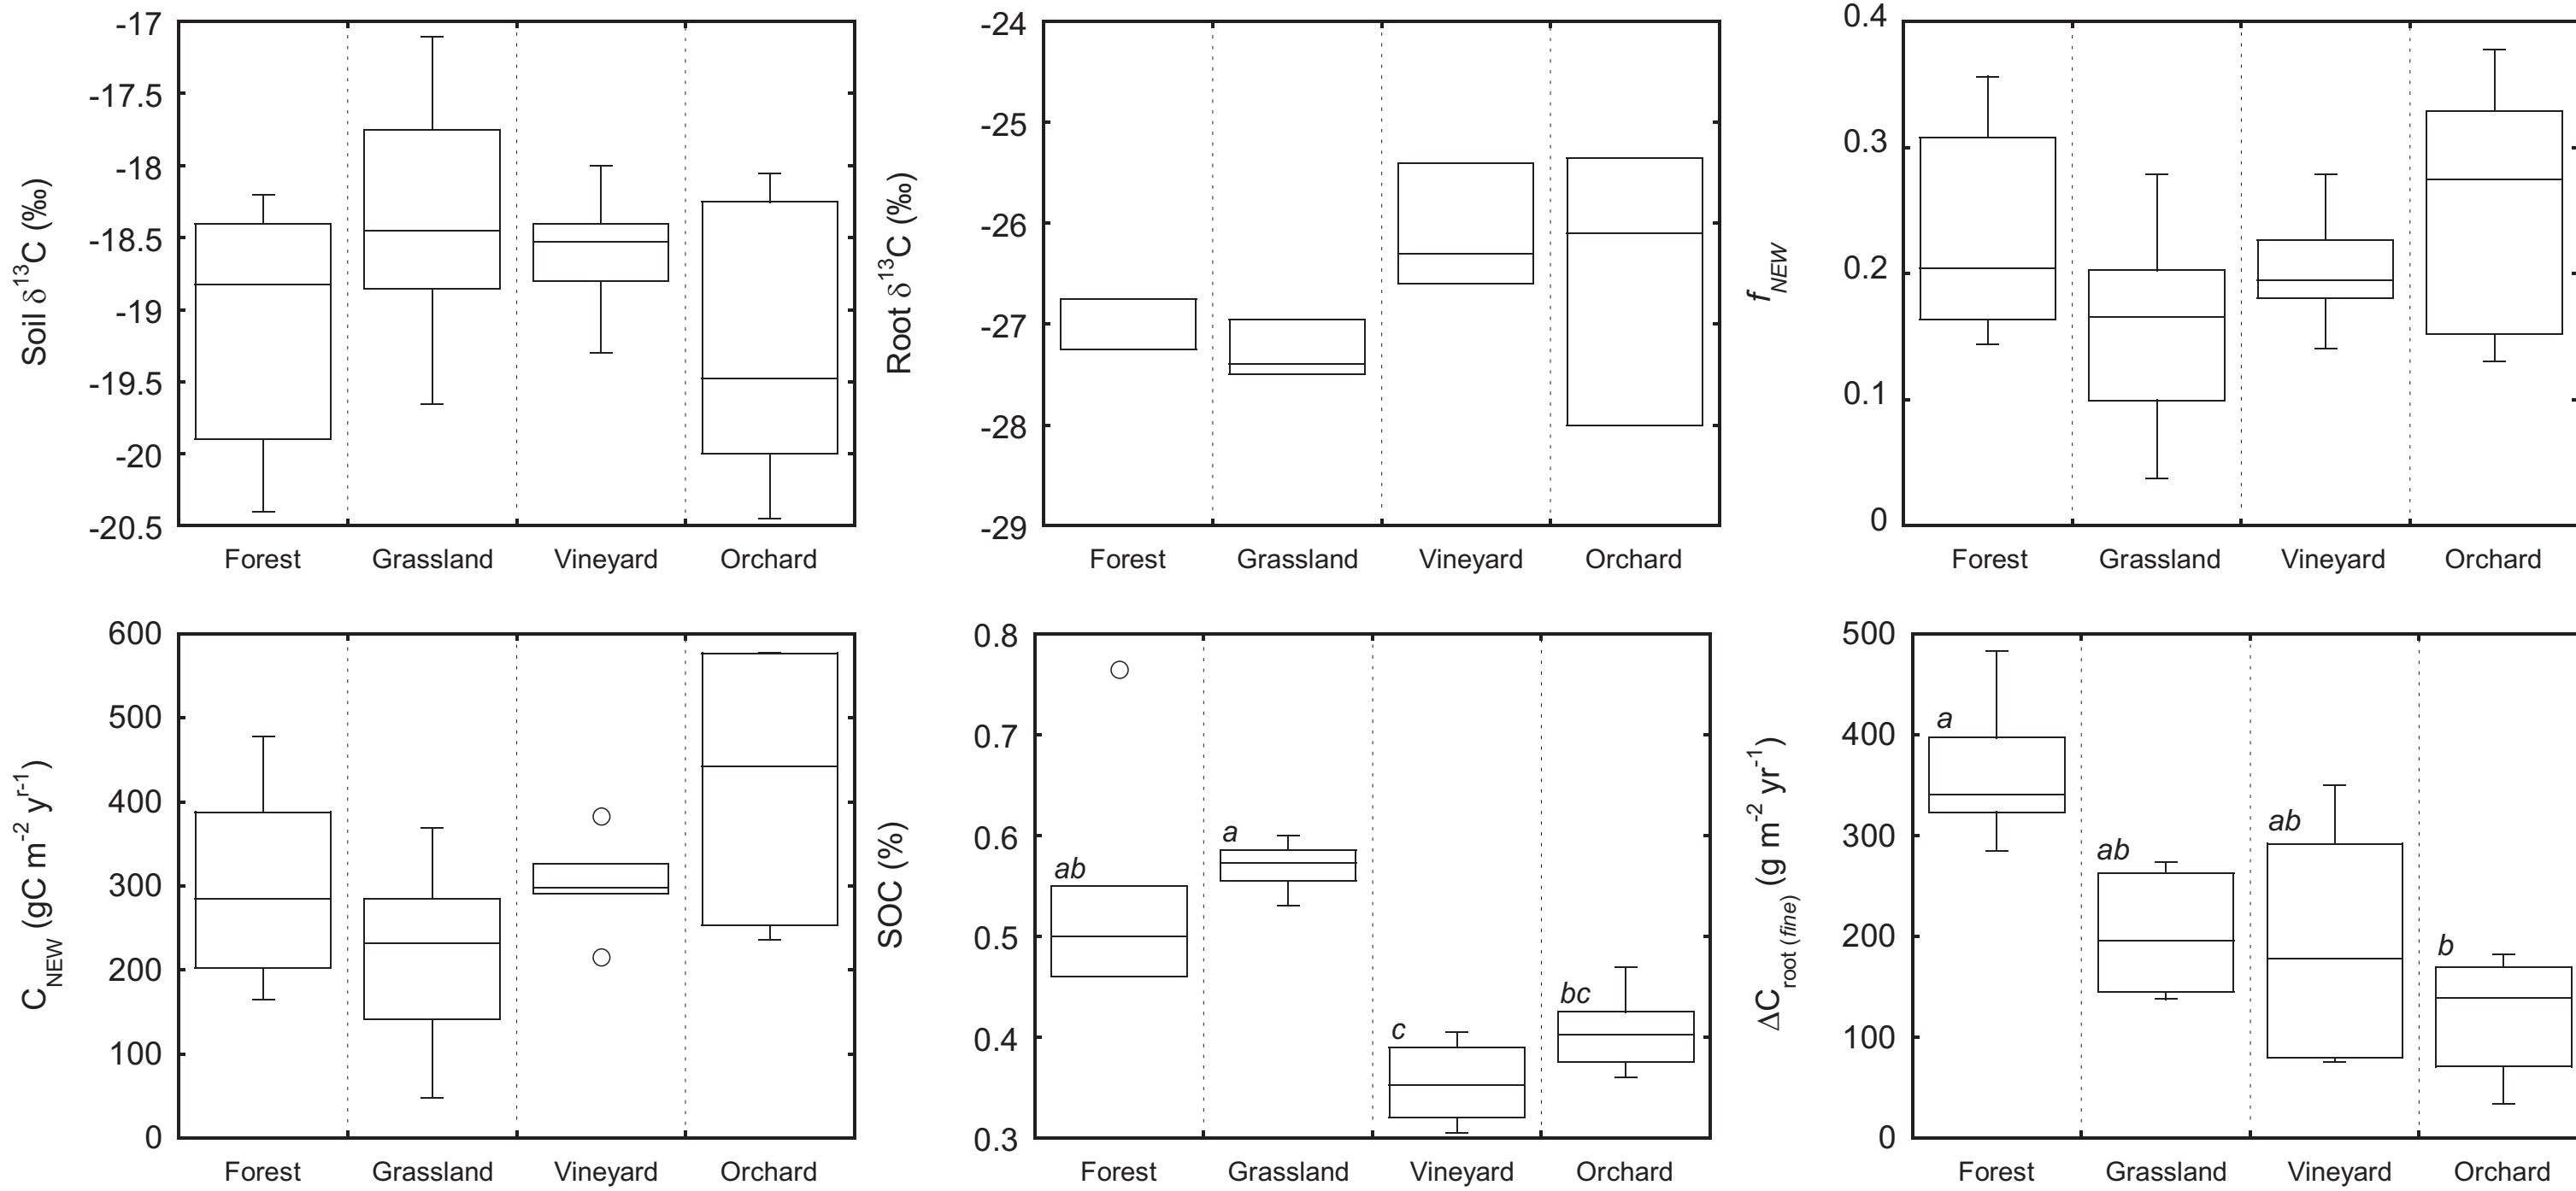 Soil δ¹³C (‰)
-17
-17.5
-18
-18.5
-19
-19.5
-20
-20.5
Forest Grassland Vineyard Orchard
Root δ¹³C (‰)
-24
-25
-26
-27
-28
-29
Forest Grassland Vineyard Orchard
f NEW
0.4
0.3
0.2
0.1
0
Forest Grassland Vineyard Orchard
C NEW (gC m⁻² yʳ⁻¹)
600
500
400
300
200
100
0
Forest Grassland Vineyard Orchard
SOC (%)
0.8
0.7
0.6
0.5
0.4
0.3
ab
a
c
bc
Forest Grassland Vineyard Orchard
ΔC root (fine) (g m⁻² yr⁻¹)
500
400
300
200
100
0
a
ab
ab
b
Forest Grassland Vineyard Orchard